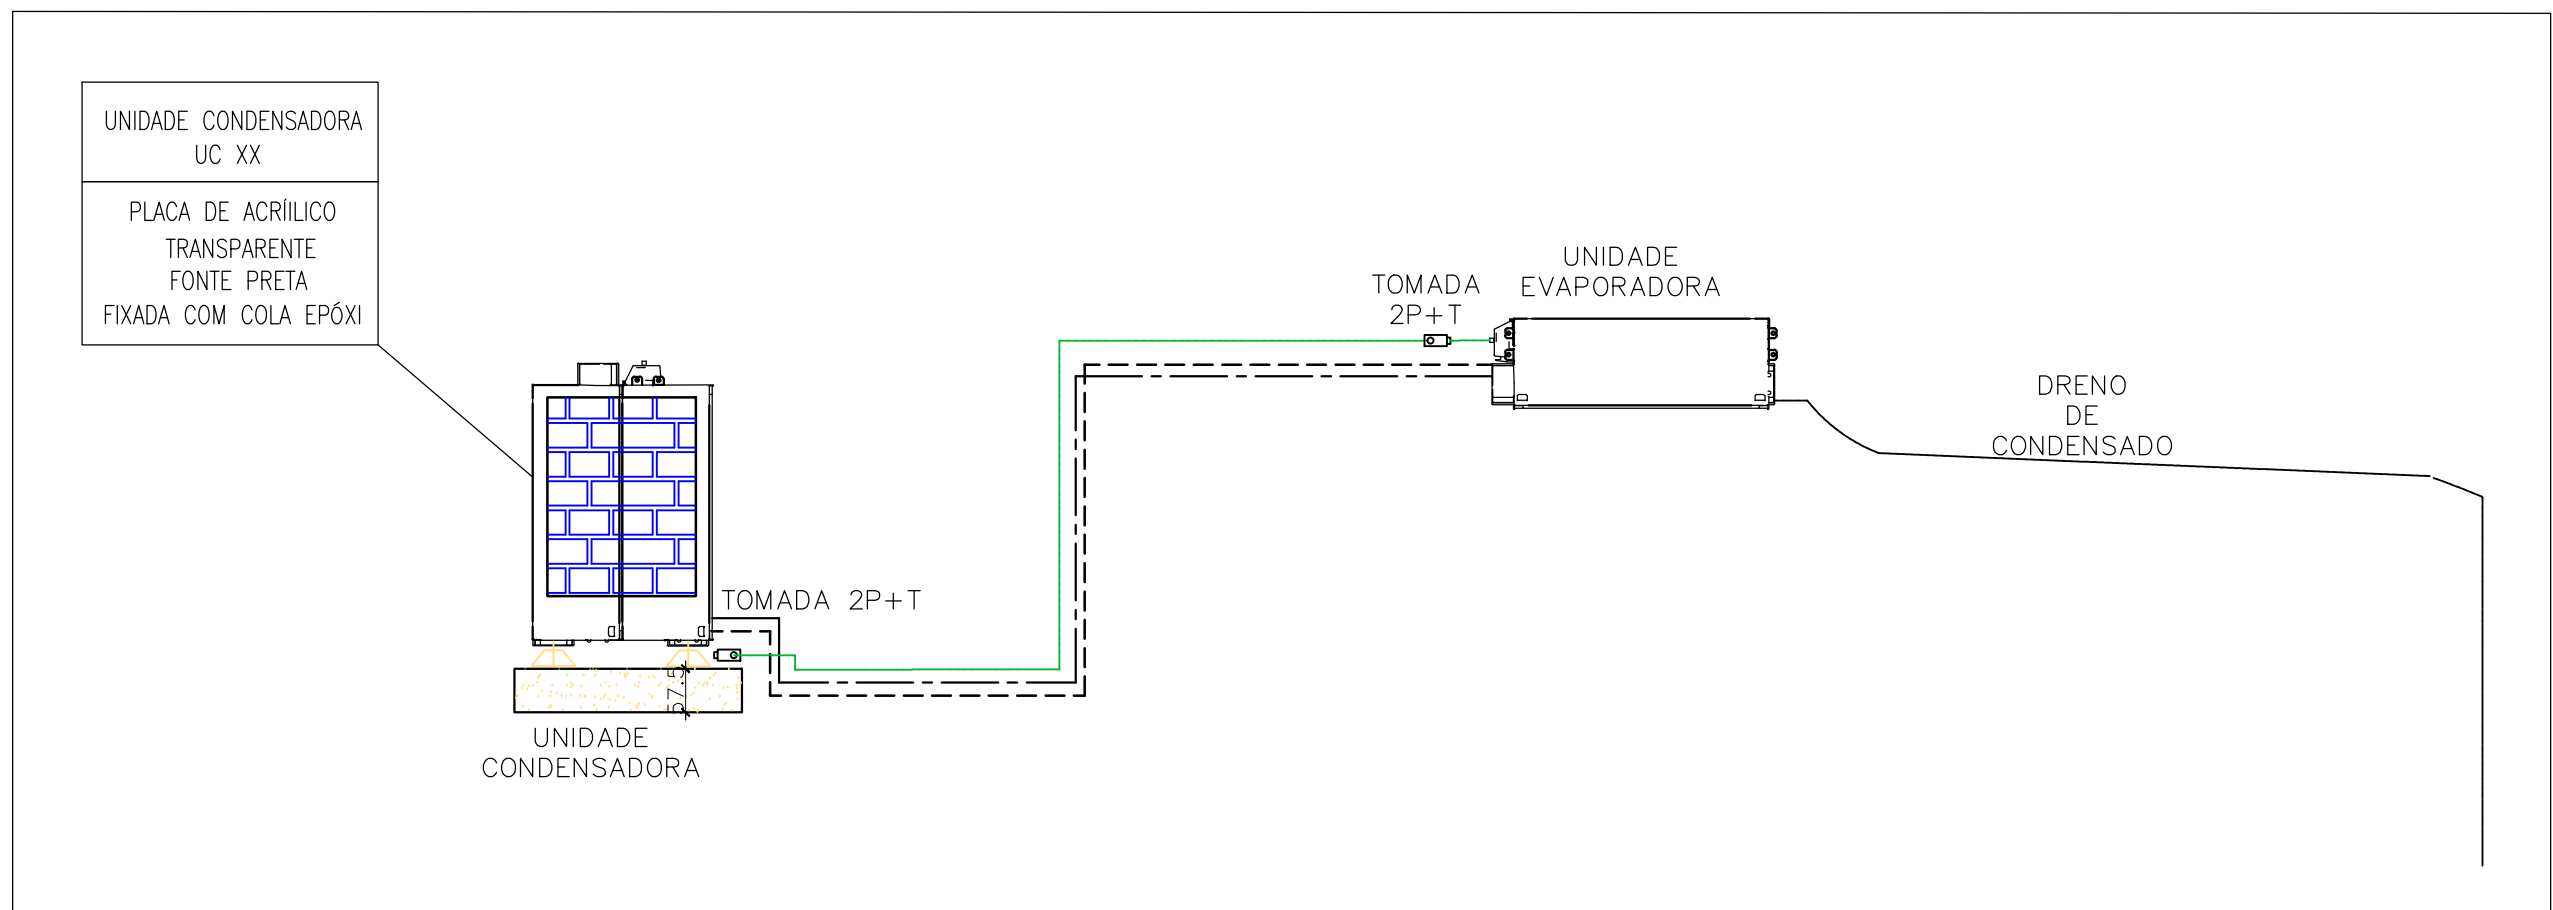 UNIDADE CONDENSADORA
UC XX
PLACA DE ACRÍILICO
TRANSPARENTE
FONTE PRETA
FIXADA COM COLA EPÓXI
UNIDADE
EVAPORADORA
TOMADA
2P+T
DRENO
DE
CONDENSADO
TOMADA 2P+T
UNIDADE
CONDENSADORA